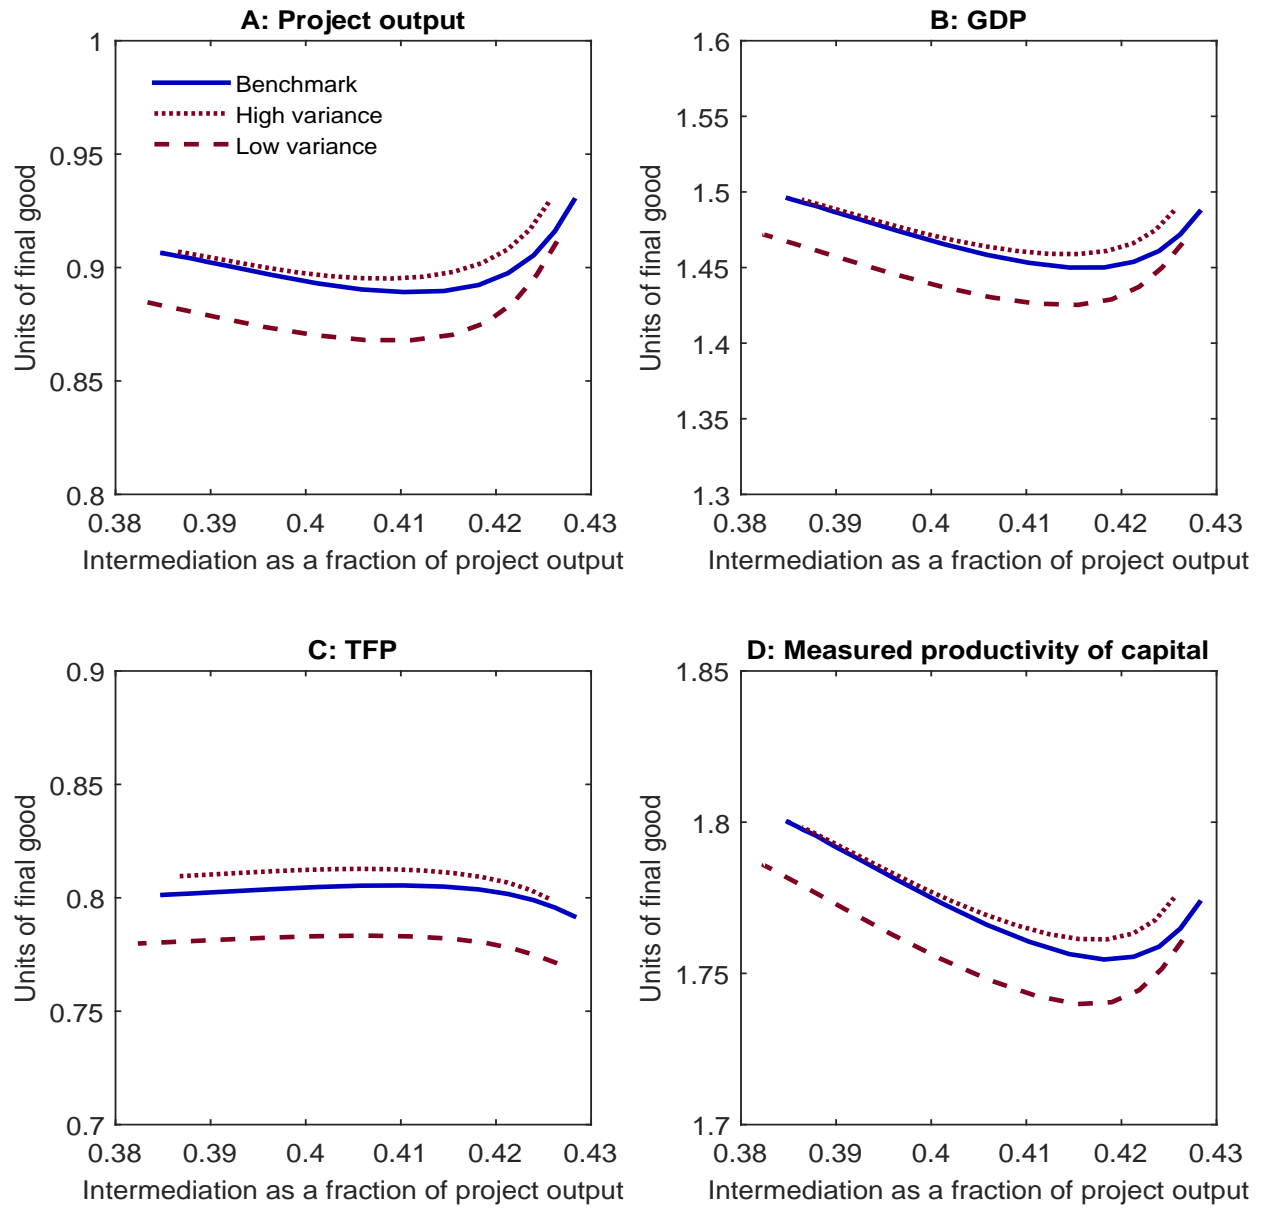 A: Project output
1
0.95
0.9
0.85
0.8
Units of final good
Benchmark
High variance
Low variance
0.38 0.39 0.4 0.41 0.42 0.43
Intermediation as a fraction of project output
B: GDP
1.6
1.55
1.5
1.45
1.4
1.35
1.3
Units of final good
0.38 0.39 0.4 0.41 0.42 0.43
Intermediation as a fraction of project output
C: TFP
0.9
0.85
0.8
0.75
0.7
Units of final good
0.38 0.39 0.4 0.41 0.42 0.43
Intermediation as a fraction of project output
D: Measured productivity of capital
1.85
1.8
1.75
1.7
Units of final good
0.38 0.39 0.4 0.41 0.42 0.43
Intermediation as a fraction of project output